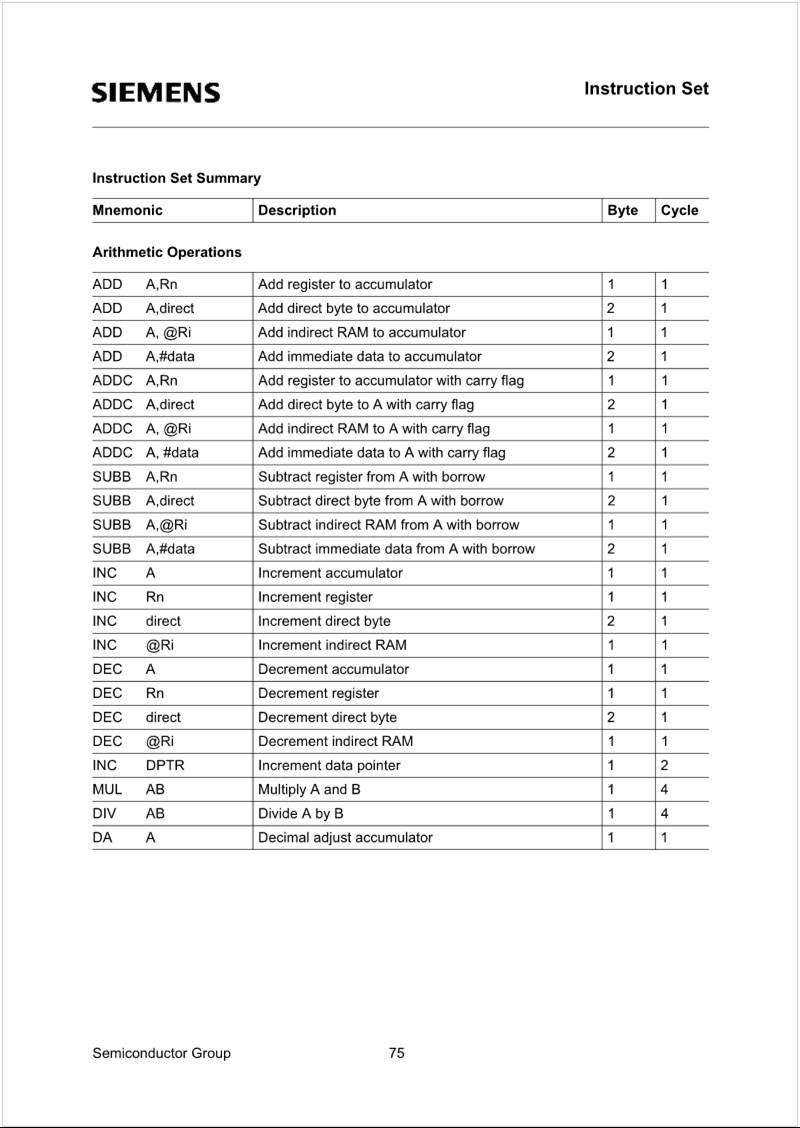 SIEMENS
Instruction Set
Instruction Set Summary
Mnemonic Description Byte Cycle
Arithmetic Operations
ADD A,Rn Add register to accumulator 1 1
ADD A,direct Add direct byte to accumulator 2 1
ADD A, @Ri Add indirect RAM to accumulator 1 1
ADD A,#data Add immediate data to accumulator 2 1
ADDC A,Rn Add register to accumulator with carry flag 1 1
ADDC A,direct Add direct byte to A with carry flag 2 1
ADDC A, @Ri Add indirect RAM to A with carry flag 1 1
ADDC A, #data Add immediate data to A with carry flag 2 1
SUBB A,Rn Subtract register from A with borrow 1 1
SUBB A,direct Subtract direct byte from A with borrow 2 1
SUBB A,@Ri Subtract indirect RAM from A with borrow 1 1
SUBB A,#data Subtract immediate data from A with borrow 2 1
INC A Increment accumulator 1 1
INC Rn Increment register 1 1
INC direct Increment direct byte 2 1
INC @Ri Increment indirect RAM 1 1
DEC A Decrement accumulator 1 1
DEC Rn Decrement register 1 1
DEC direct Decrement direct byte 2 1
DEC @Ri Decrement indirect RAM 1 1
INC DPTR Increment data pointer 1 2
MUL AB Multiply A and B 1 4
DIV AB Divide A by B 1 4
DA A Decimal adjust accumulator 1 1
Semiconductor Group 75